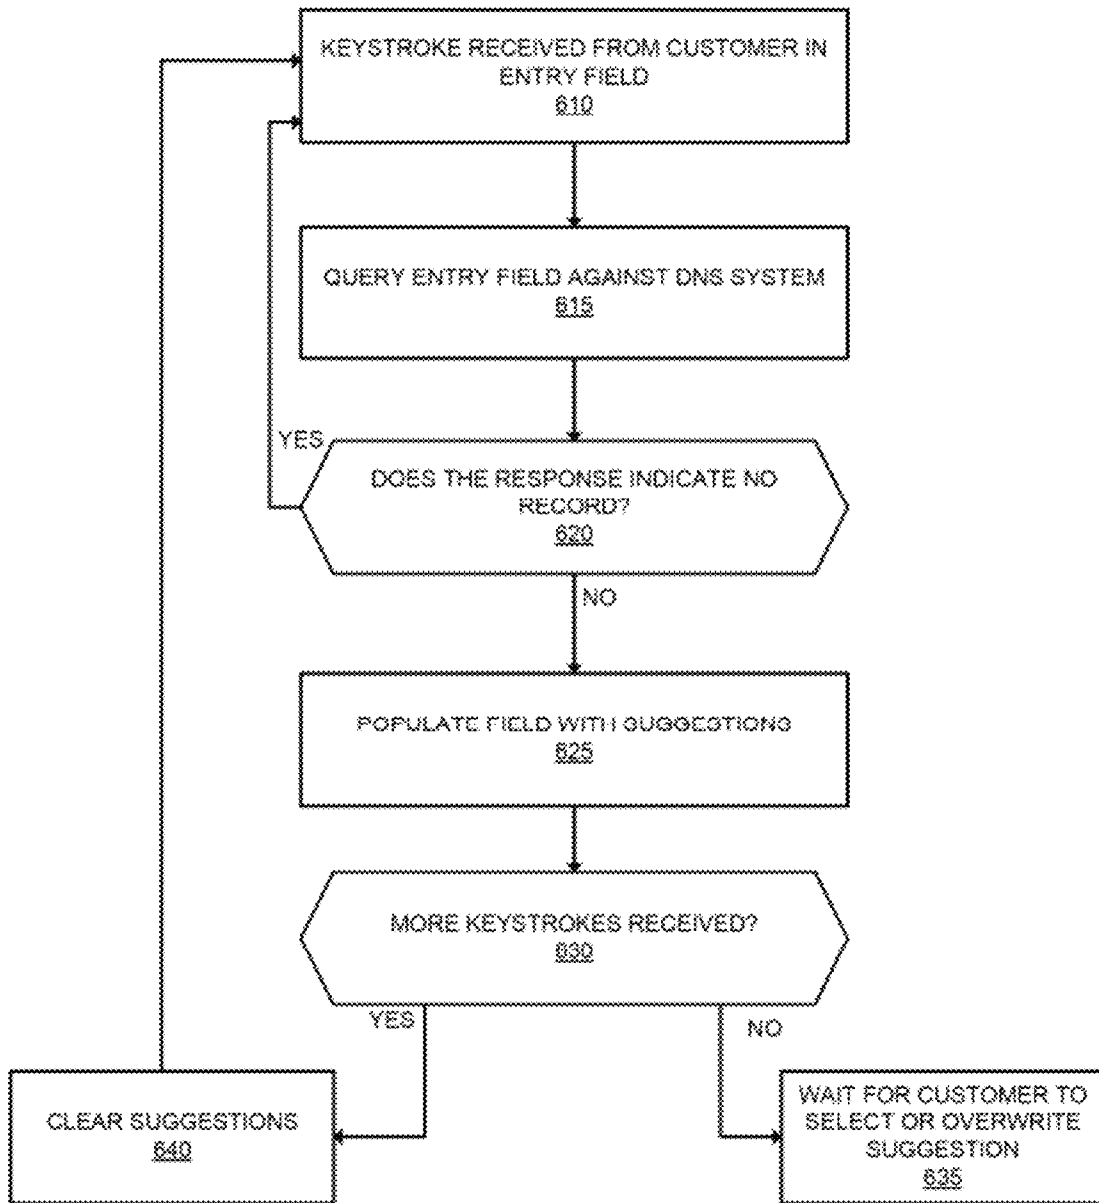 KEYSTROKE RECEIVED FROM CUSTOMER IN
ENTRY FIELD
610
QUERY ENTRY FIELD AGAINST DNS SYSTEM
615
YES
DOES THE RESPONSE INDICATE NO
RECORD?
620
NO
POPULATE FIELD WITH SUGGESTIONS
625
MORE KEYSTROKES RECEIVED?
630
YES
NO
CLEAR SUGGESTIONS
640
WAIT FOR CUSTOMER TO
SELECT OR OVERWRITE
SUGGESTION
635